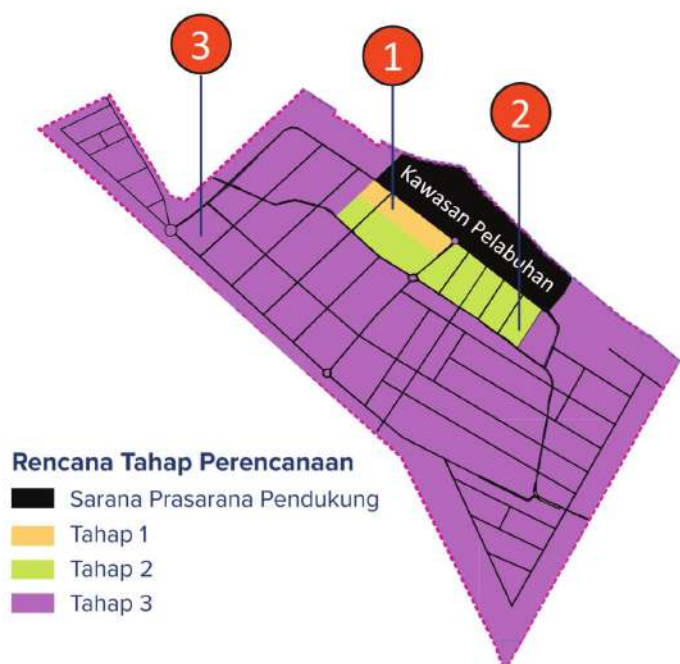 3
1
2
Kawasan Pelabuhan
Rencana Tahap Perencanaan
Sarana Prasarana Pendukung
Tahap 1
Tahap 2
Tahap 3